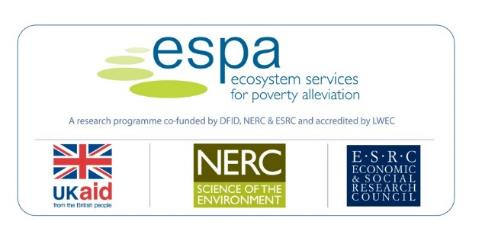 espa
ecosystem services
for poverty alleviation
A research programme co-funded by DFID, NERC & ESRC and accredited by LWEC
UKaid
from the British people
NERC
SCIENCE OF THE
ENVIRONMENT
E·S·R·C
ECONOMIC
& SOCIAL
RESEARCH
COUNCIL